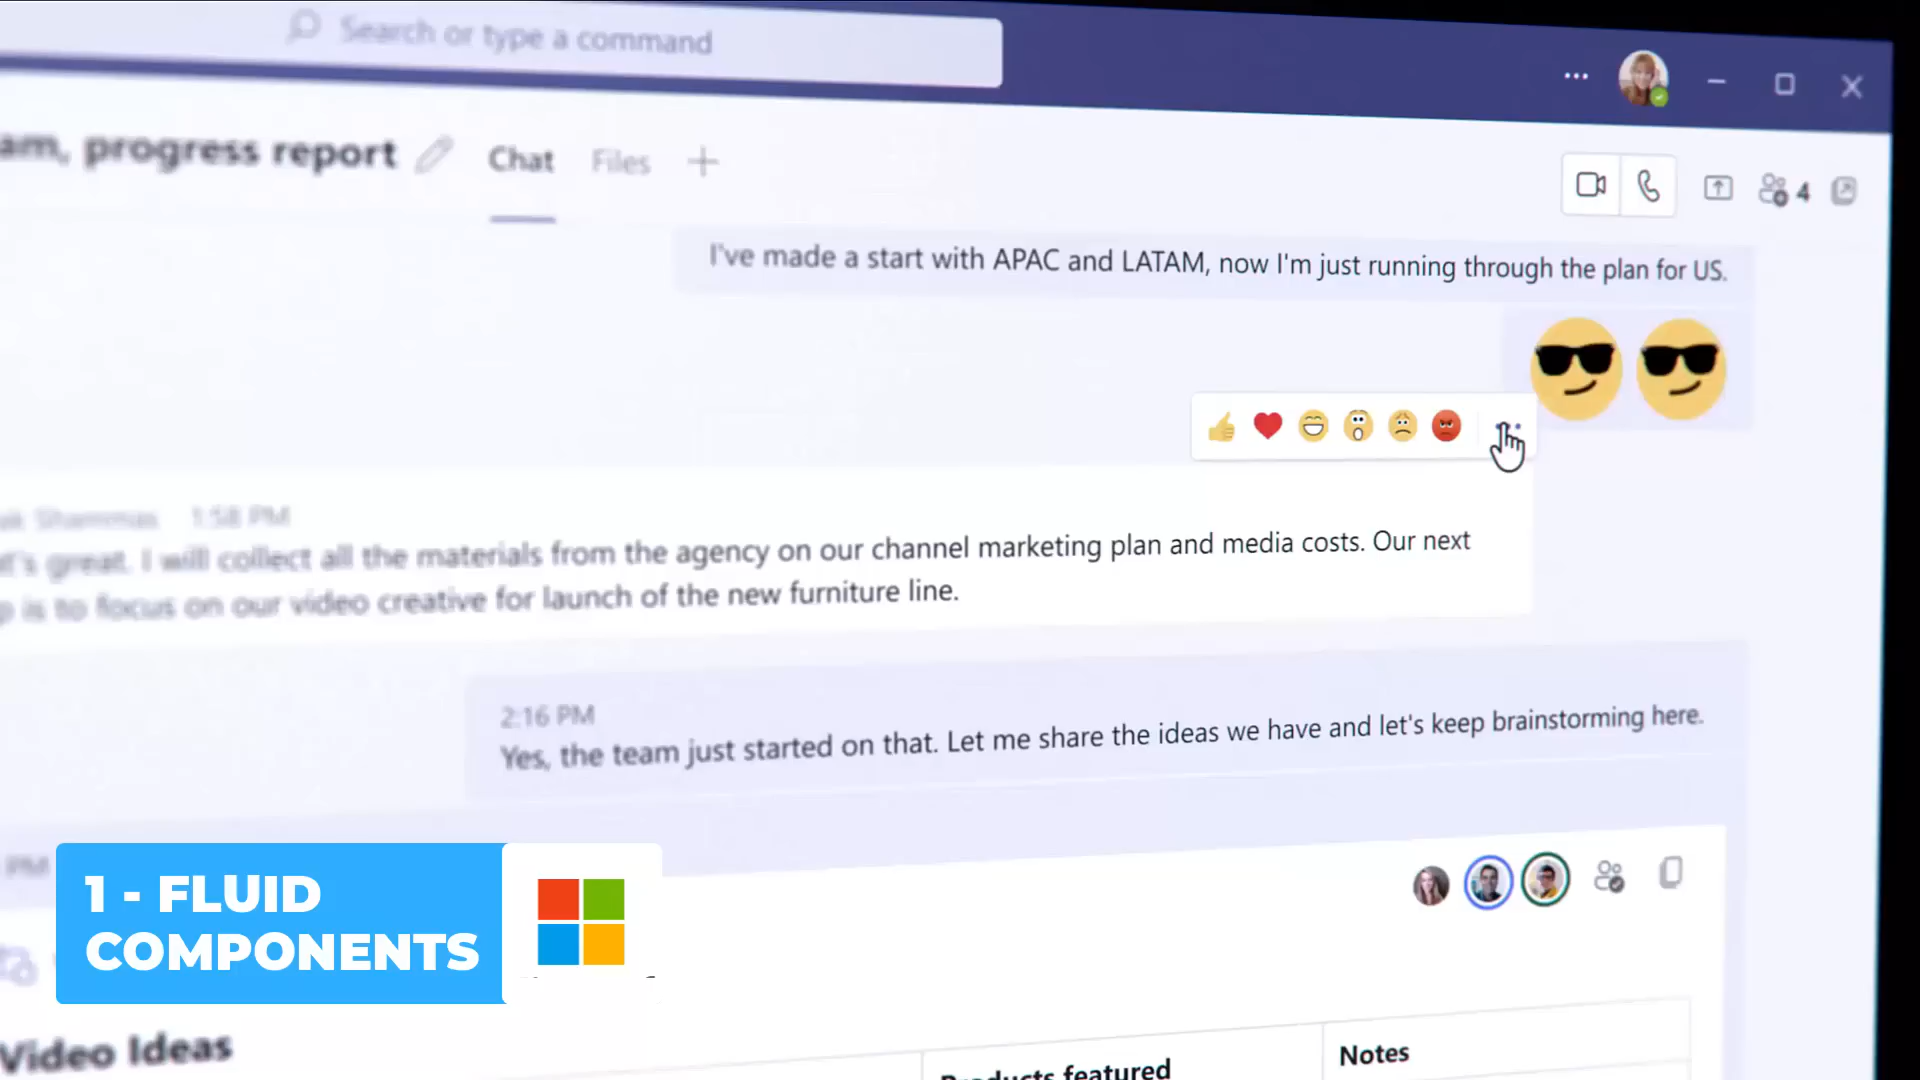 Search or type a command
progress report
Chat
Files
4
I've made a start with APAC and LATAM, now I'm just running through the plan for US.
1:58 PM
great. I will collect all the materials from the agency on our channel marketing plan and media costs. Our next
is to focus on our video creative for launch of the new furniture line.
2:16 PM
Yes, the team just started on that. Let me share the ideas we have and let's keep brainstorming here.
PM
1 - FLUID
COMPONENTS
Video Ideas
Products featured
Notes